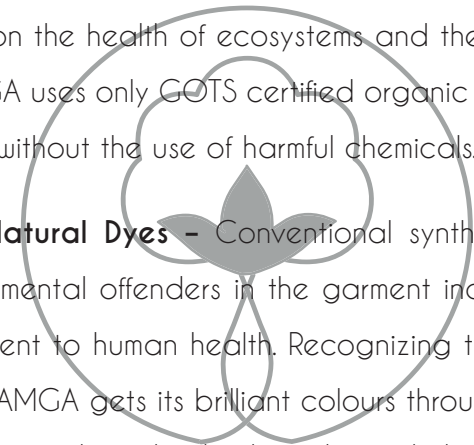 on the health of ecosystems and the
GA uses only GOTS certified organic
without the use of harmful chemicals.
Natural Dyes – Conventional synth
mental offenders in the garment ind
ent to human health. Recognizing t
AMGA gets its brilliant colours throu